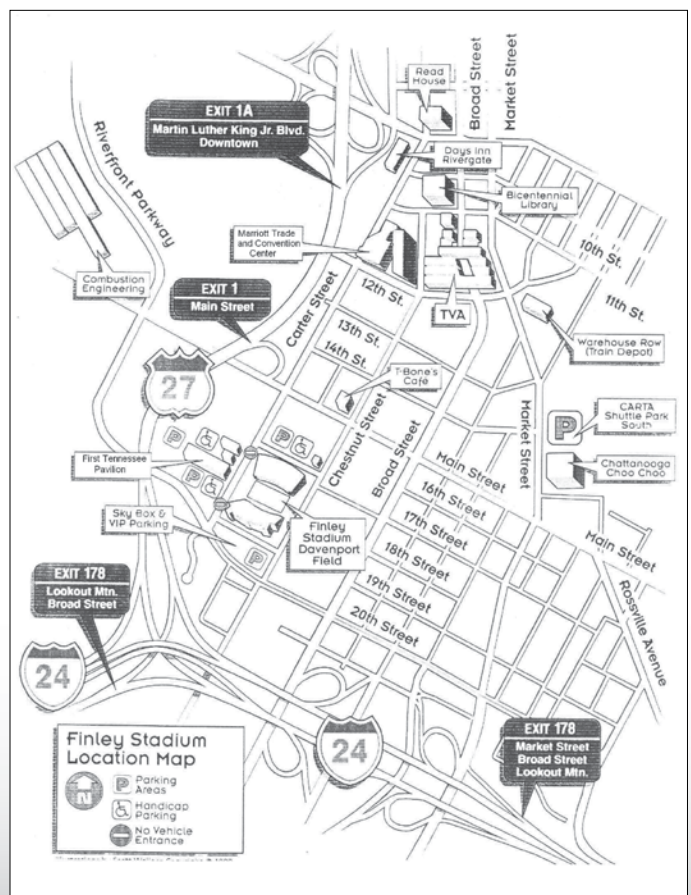 Read
House
Broad Street
Market Street
EXIT 1A
Martin Luther King Jr. Blvd.
Downtown
Days Inn
Rivergate
Riverfront Parkway
Bicentennial
Library
Marriott Trade
and Convention
Center
10th St.
Combustion
Engineering
EXIT 1
Main Street
12th St.
TVA
11th St.
Carter Street
13th St.
14th St.
Warehouse Row
(Train Depot)
27
T-Bone's
Café
Market Street
P
CARTA
Shuttle Park
South
Chestnut Street
Broad Street
P
P
First Tennessee
Pavilion
P
P
Main Street
Chattanooga
Choo Choo
16th Street
Sky Box &
VIP Parking
17th Street
Finley
Stadium
Davenport
Field
P
18th Street
Main Street
EXIT 178
Lookout Mtn.
Broad Street
19th Street
20th Street
Rossville Avenue
24
24
EXIT 178
Market Street
Broad Street
Lookout Mtn.
Finley Stadium
Location Map
N
P
Parking
Areas
Handicap
Parking
No Vehicle
Entrance